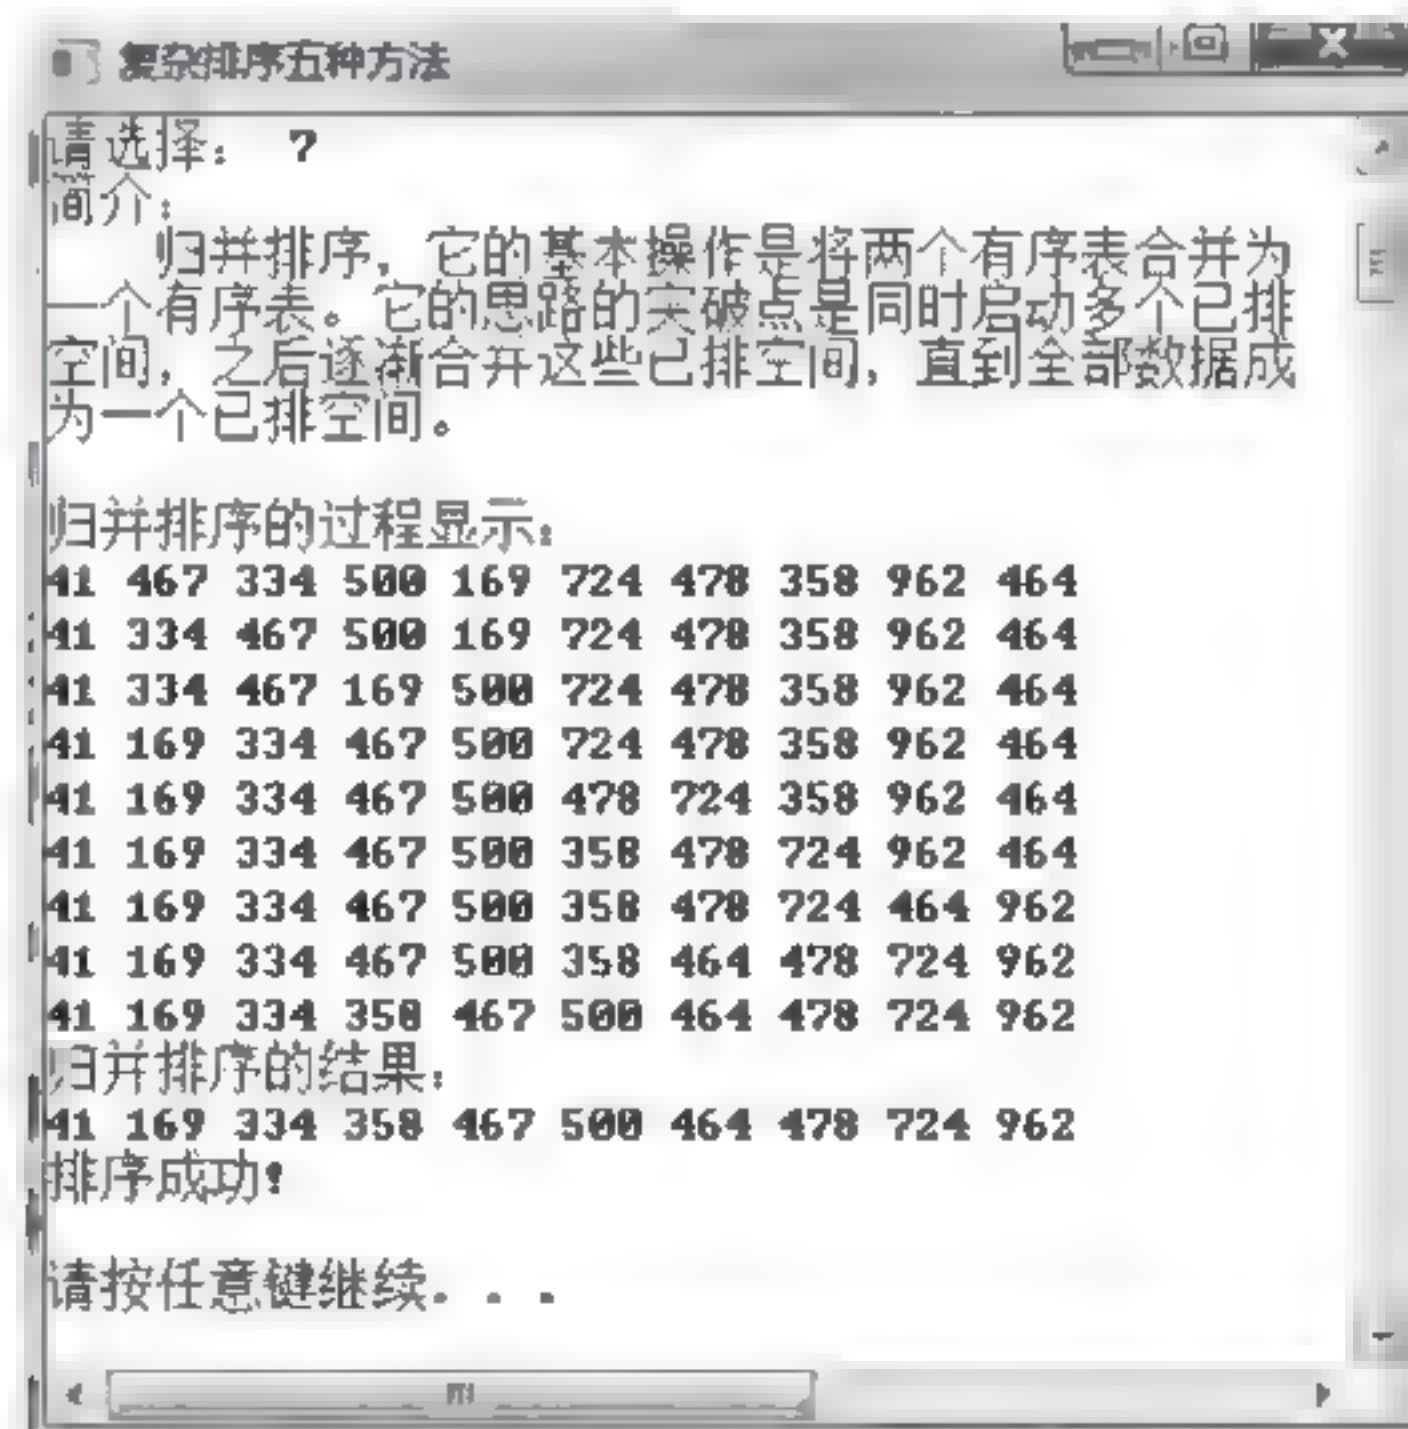 复杂排序五种方法
请选择： 7
简介：
归并排序，它的基本操作是将两个有序表合并为
一个有序表。它的思路的突破点是同时启动多个已排
空间，之后逐渐合并这些已排空间，直到全部数据成
为一个已排空间。
归并排序的过程显示：
41 467 334 500 169 724 478 358 962 464
41 334 467 500 169 724 478 358 962 464
41 334 467 169 500 724 478 358 962 464
41 169 334 467 500 724 478 358 962 464
41 169 334 467 500 478 724 358 962 464
41 169 334 467 500 358 478 724 962 464
41 169 334 467 500 358 478 724 464 962
41 169 334 467 500 358 464 478 724 962
41 169 334 358 467 500 464 478 724 962
归并排序的结果：
41 169 334 358 467 500 464 478 724 962
排序成功!
请按任意键继续. . .